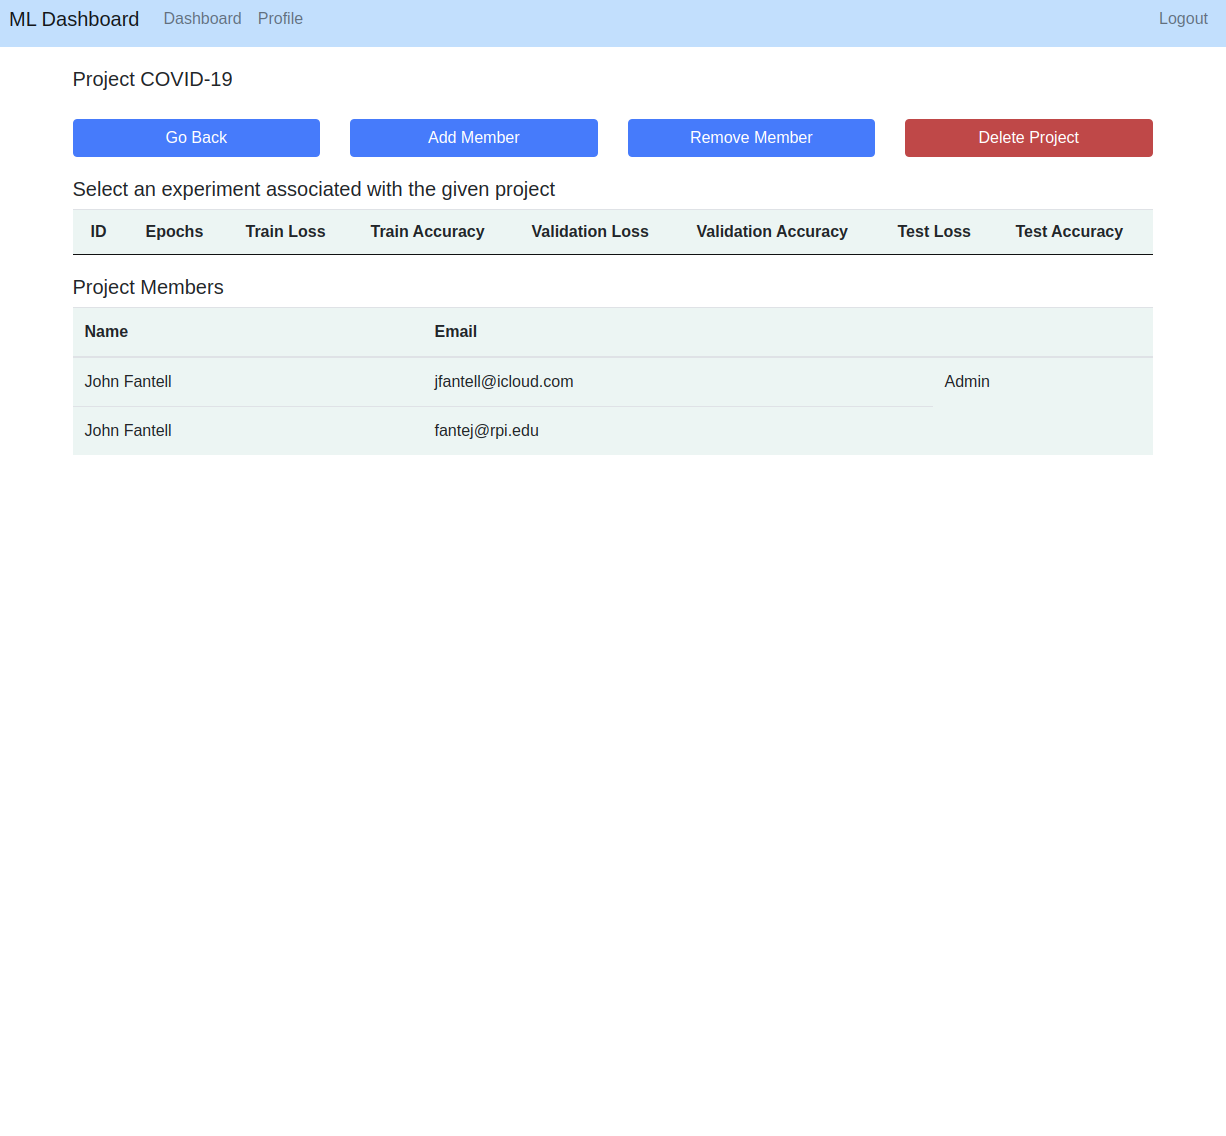 ML Dashboard Dashboard Profile Logout
Project COVID-19
Go Back Add Member Remove Member Delete Project
Select an experiment associated with the given project
ID Epochs Train Loss Train Accuracy Validation Loss Validation Accuracy Test Loss Test Accuracy
Project Members
Name Email
John Fantell jfantell@icloud.com Admin
John Fantell fantej@rpi.edu